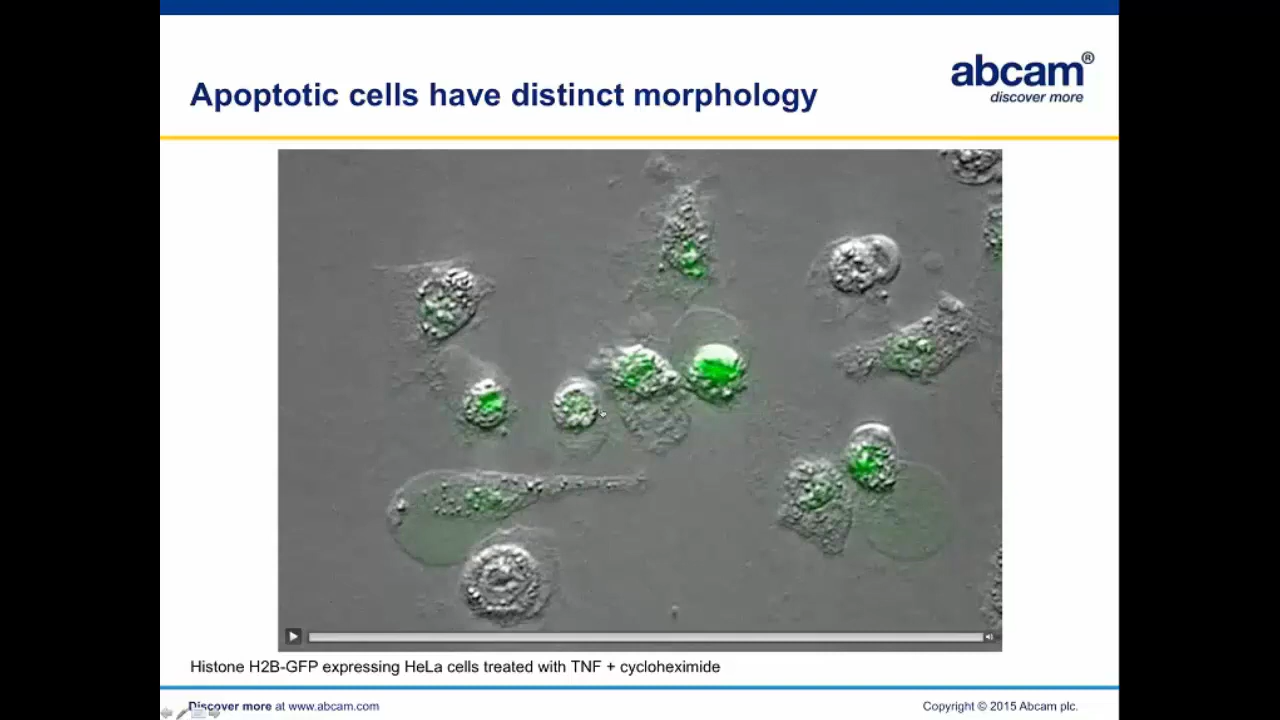 abcam®
discover more
Apoptotic cells have distinct morphology
Histone H2B-GFP expressing HeLa cells treated with TNF + cycloheximide
Discover more at www.abcam.com
Copyright © 2015 Abcam plc.